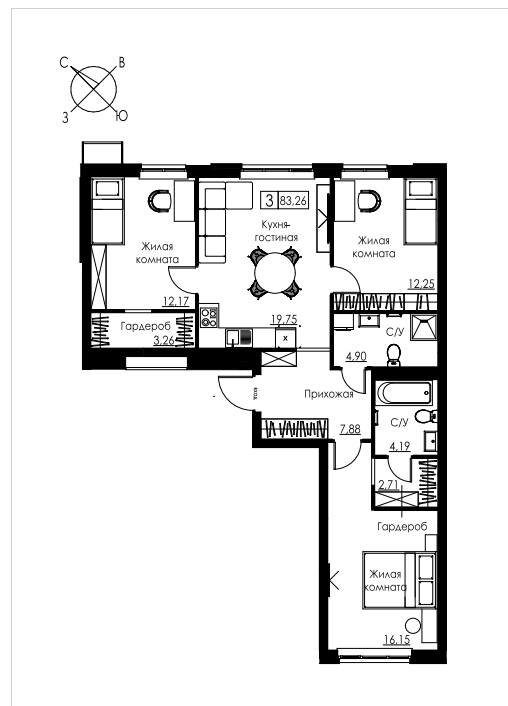 С В
З Ю
3 83,26
Кухня-
гостиная
Жилая
комната
12.17
Жилая
комната
12.25
19.75
Гардероб
3.26
С/У
4.90
Прихожая
7.88
С/У
4.19
2.71
Гардероб
Жилая
комната
16.15